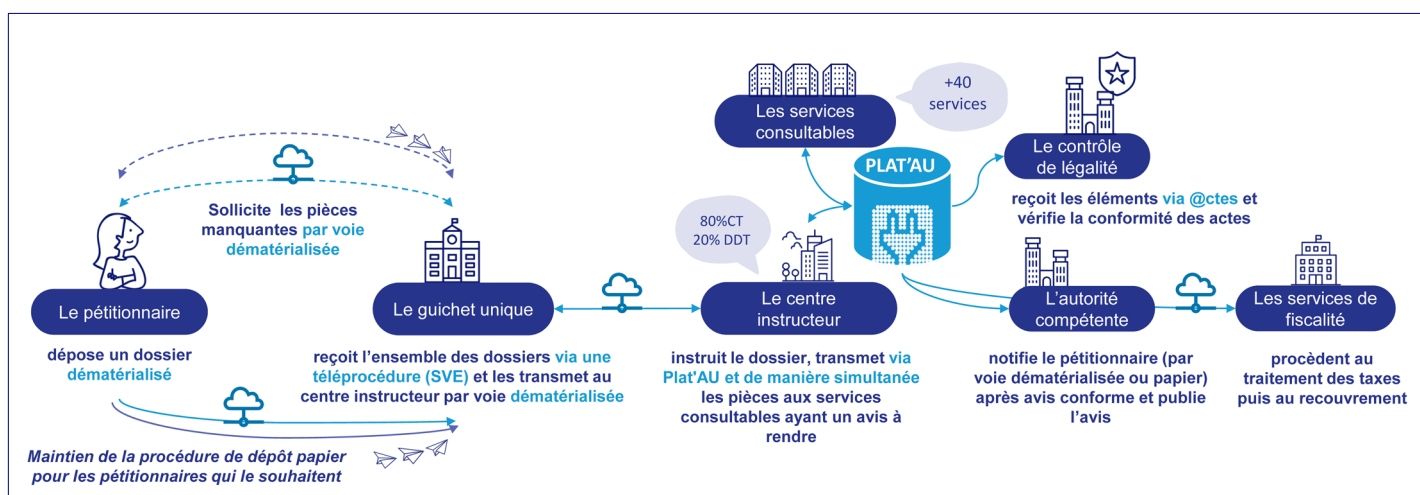 +40
services
Les services
consultables
PLAT'AU
Le contrôle
de légalité
reçoit les éléments via @ctes et
vérifie la conformité des actes
Sollicite les pièces
manquantes par voie
dématérialisée
80%CT
20% DDT
Le pétitionnaire
Le guichet unique
Le centre
instructeur
L'autorité
compétente
Les services de
fiscalité
dépose un dossier
dématérialisé
reçoit l'ensemble des dossiers via une
téléprocédure (SVE) et les transmet au
centre instructeur par voie dématérialisée
instruit le dossier, transmet via
Plat'AU et de manière simultanée
les pièces aux services
consultables ayant un avis à
rendre
notifie le pétitionnaire (par
voie dématérialisée ou papier)
après avis conforme et publie
l'avis
procèdent au
traitement des taxes
puis au recouvrement
Maintien de la procédure de dépôt papier
pour les pétitionnaires qui le souhaitent